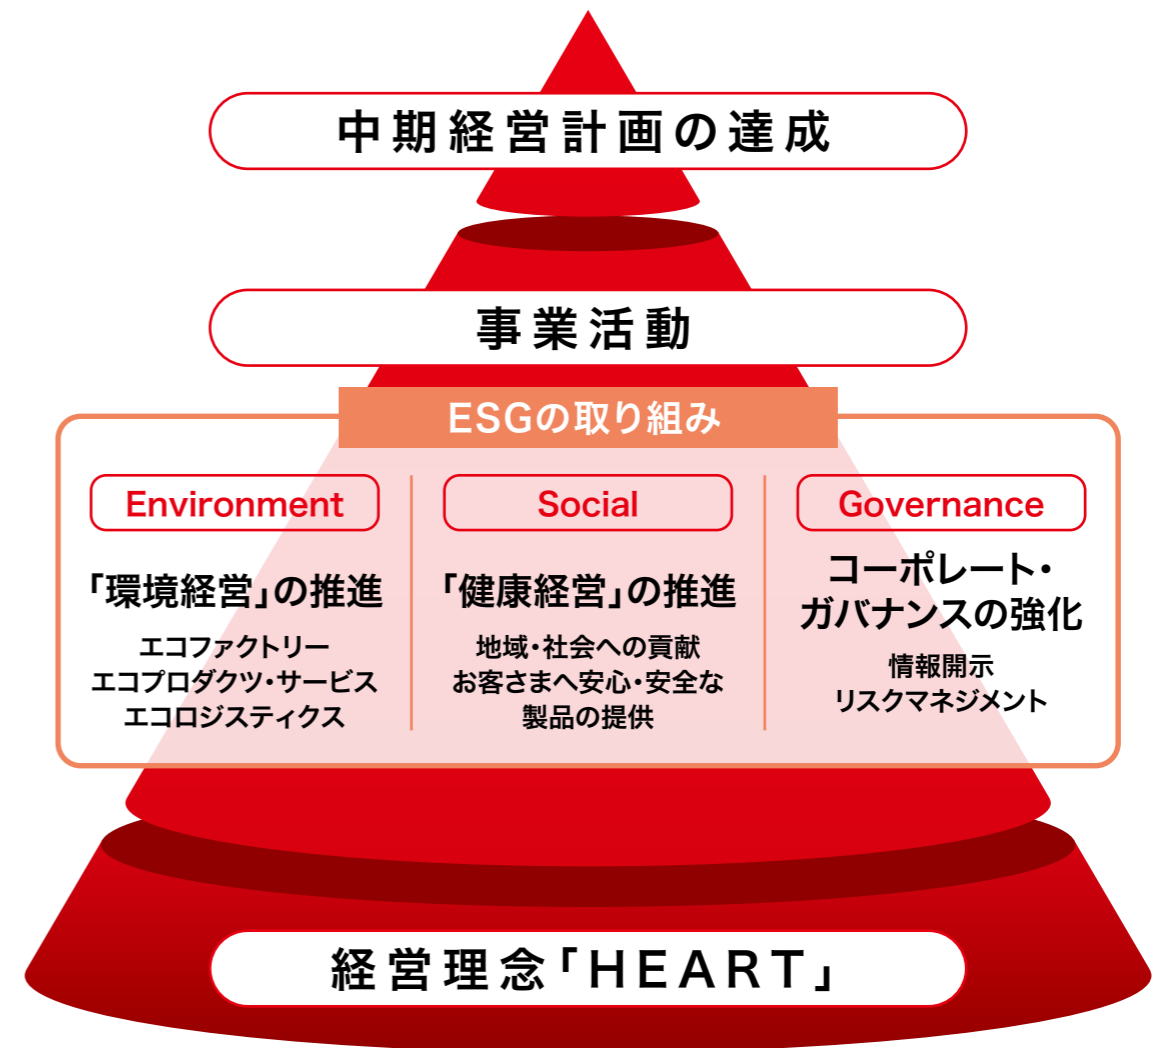 中期経営計画の達成
事業活動
ESGの取り組み
Environment
「環境経営」の推進
エコファクトリー
エコプロダクツ・サービス
エコロジスティクス
Social
「健康経営」の推進
地域・社会への貢献
お客さまへ安心・安全な
製品の提供
Governance
コーポレート・
ガバナンスの強化
情報開示
リスクマネジメント
経営理念「HEART」